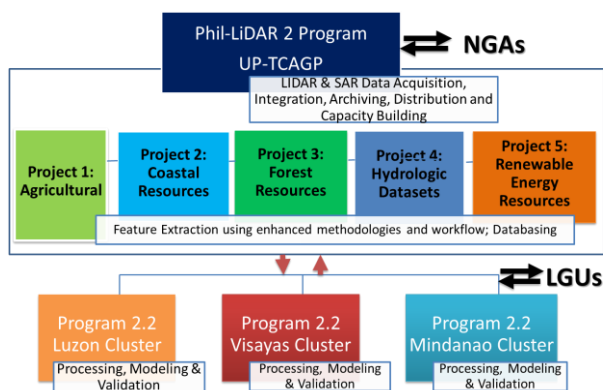 Phil-LiDAR 2 Program
UP-TCAGP
NGAs
LIDAR & SAR Data Acquisition,
Integration, Archiving, Distribution and
Capacity Building
Project 1:
Agricultural
Project 2:
Coastal
Resources
Project 3:
Forest
Resources
Project 4:
Hydrologic
Datasets
Project 5:
Renewable
Energy
Resources
Feature Extraction using enhanced methodologies and workflow; Databasing
LGUs
Program 2.2
Luzon Cluster
Processing, Modeling &
Validation
Program 2.2
Visayas Cluster
Processing, Modeling
& Validation
Program 2.2
Mindanao Cluster
Processing, Modeling
& Validation